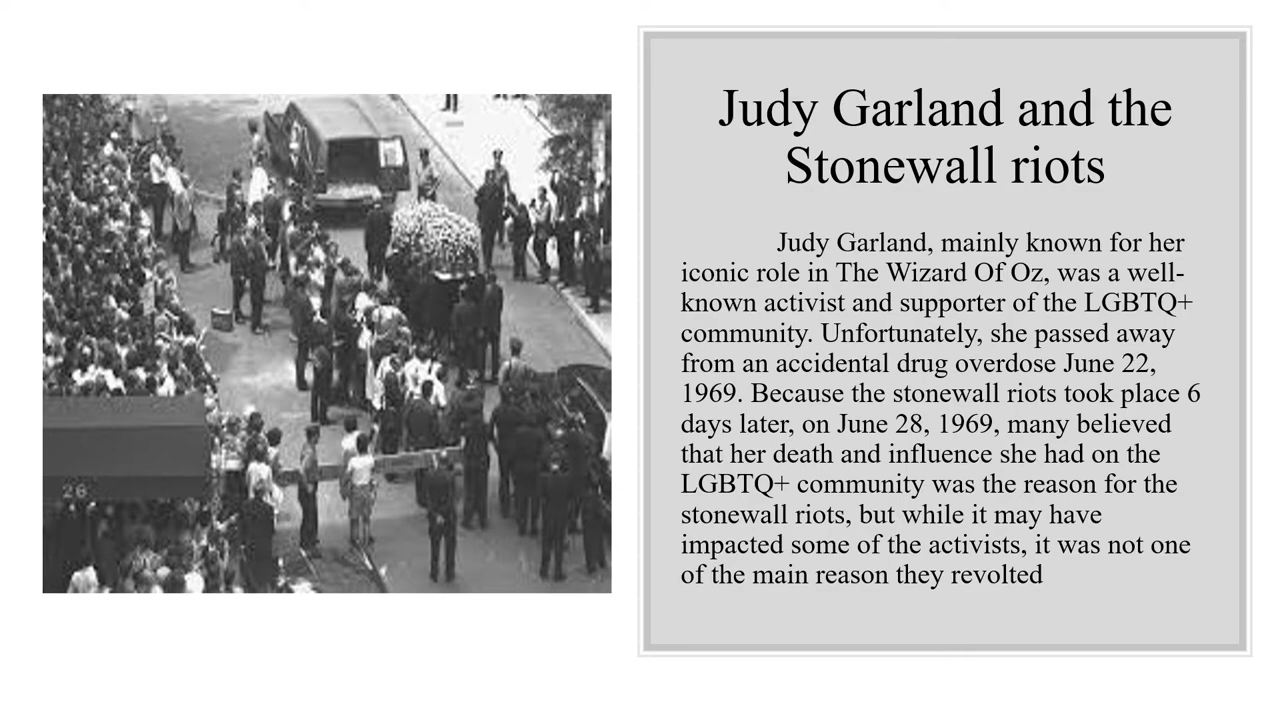 Judy Garland and the
Stonewall riots
Judy Garland, mainly known for her
iconic role in The Wizard Of Oz, was a well-
known activist and supporter of the LGBTQ+
community. Unfortunately, she passed away
from an accidental drug overdose June 22,
1969. Because the stonewall riots took place 6
days later, on June 28, 1969, many believed
that her death and influence she had on the
LGBTQ+ community was the reason for the
stonewall riots, but while it may have
impacted some of the activists, it was not one
of the main reason they revolted
26